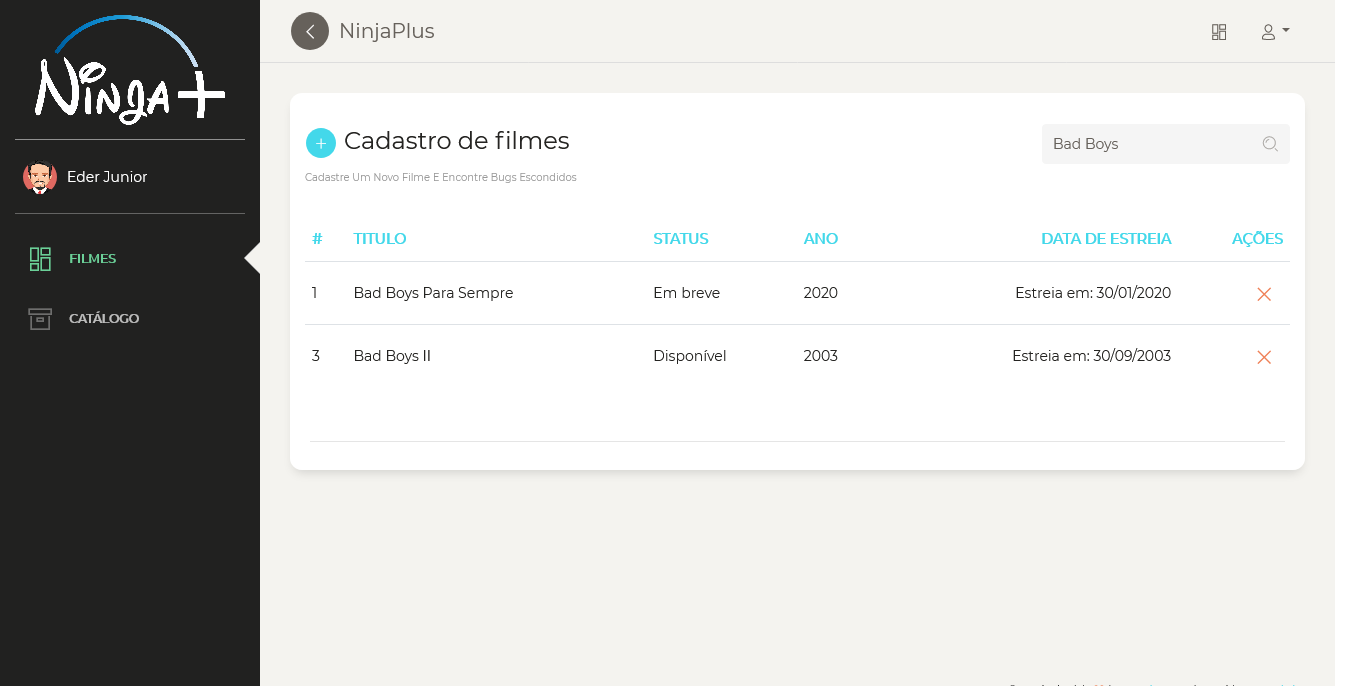 Ninja+
NinjaPlus
Eder Junior
FILMES
CATÁLOGO
Cadastro de filmes
Bad Boys
Cadastre Um Novo Filme E Encontre Bugs Escondidos
# TITULO STATUS ANO DATA DE ESTREIA AÇÕES
1 Bad Boys Para Sempre Em breve 2020 Estreia em: 30/01/2020
3 Bad Boys II Disponível 2003 Estreia em: 30/09/2003